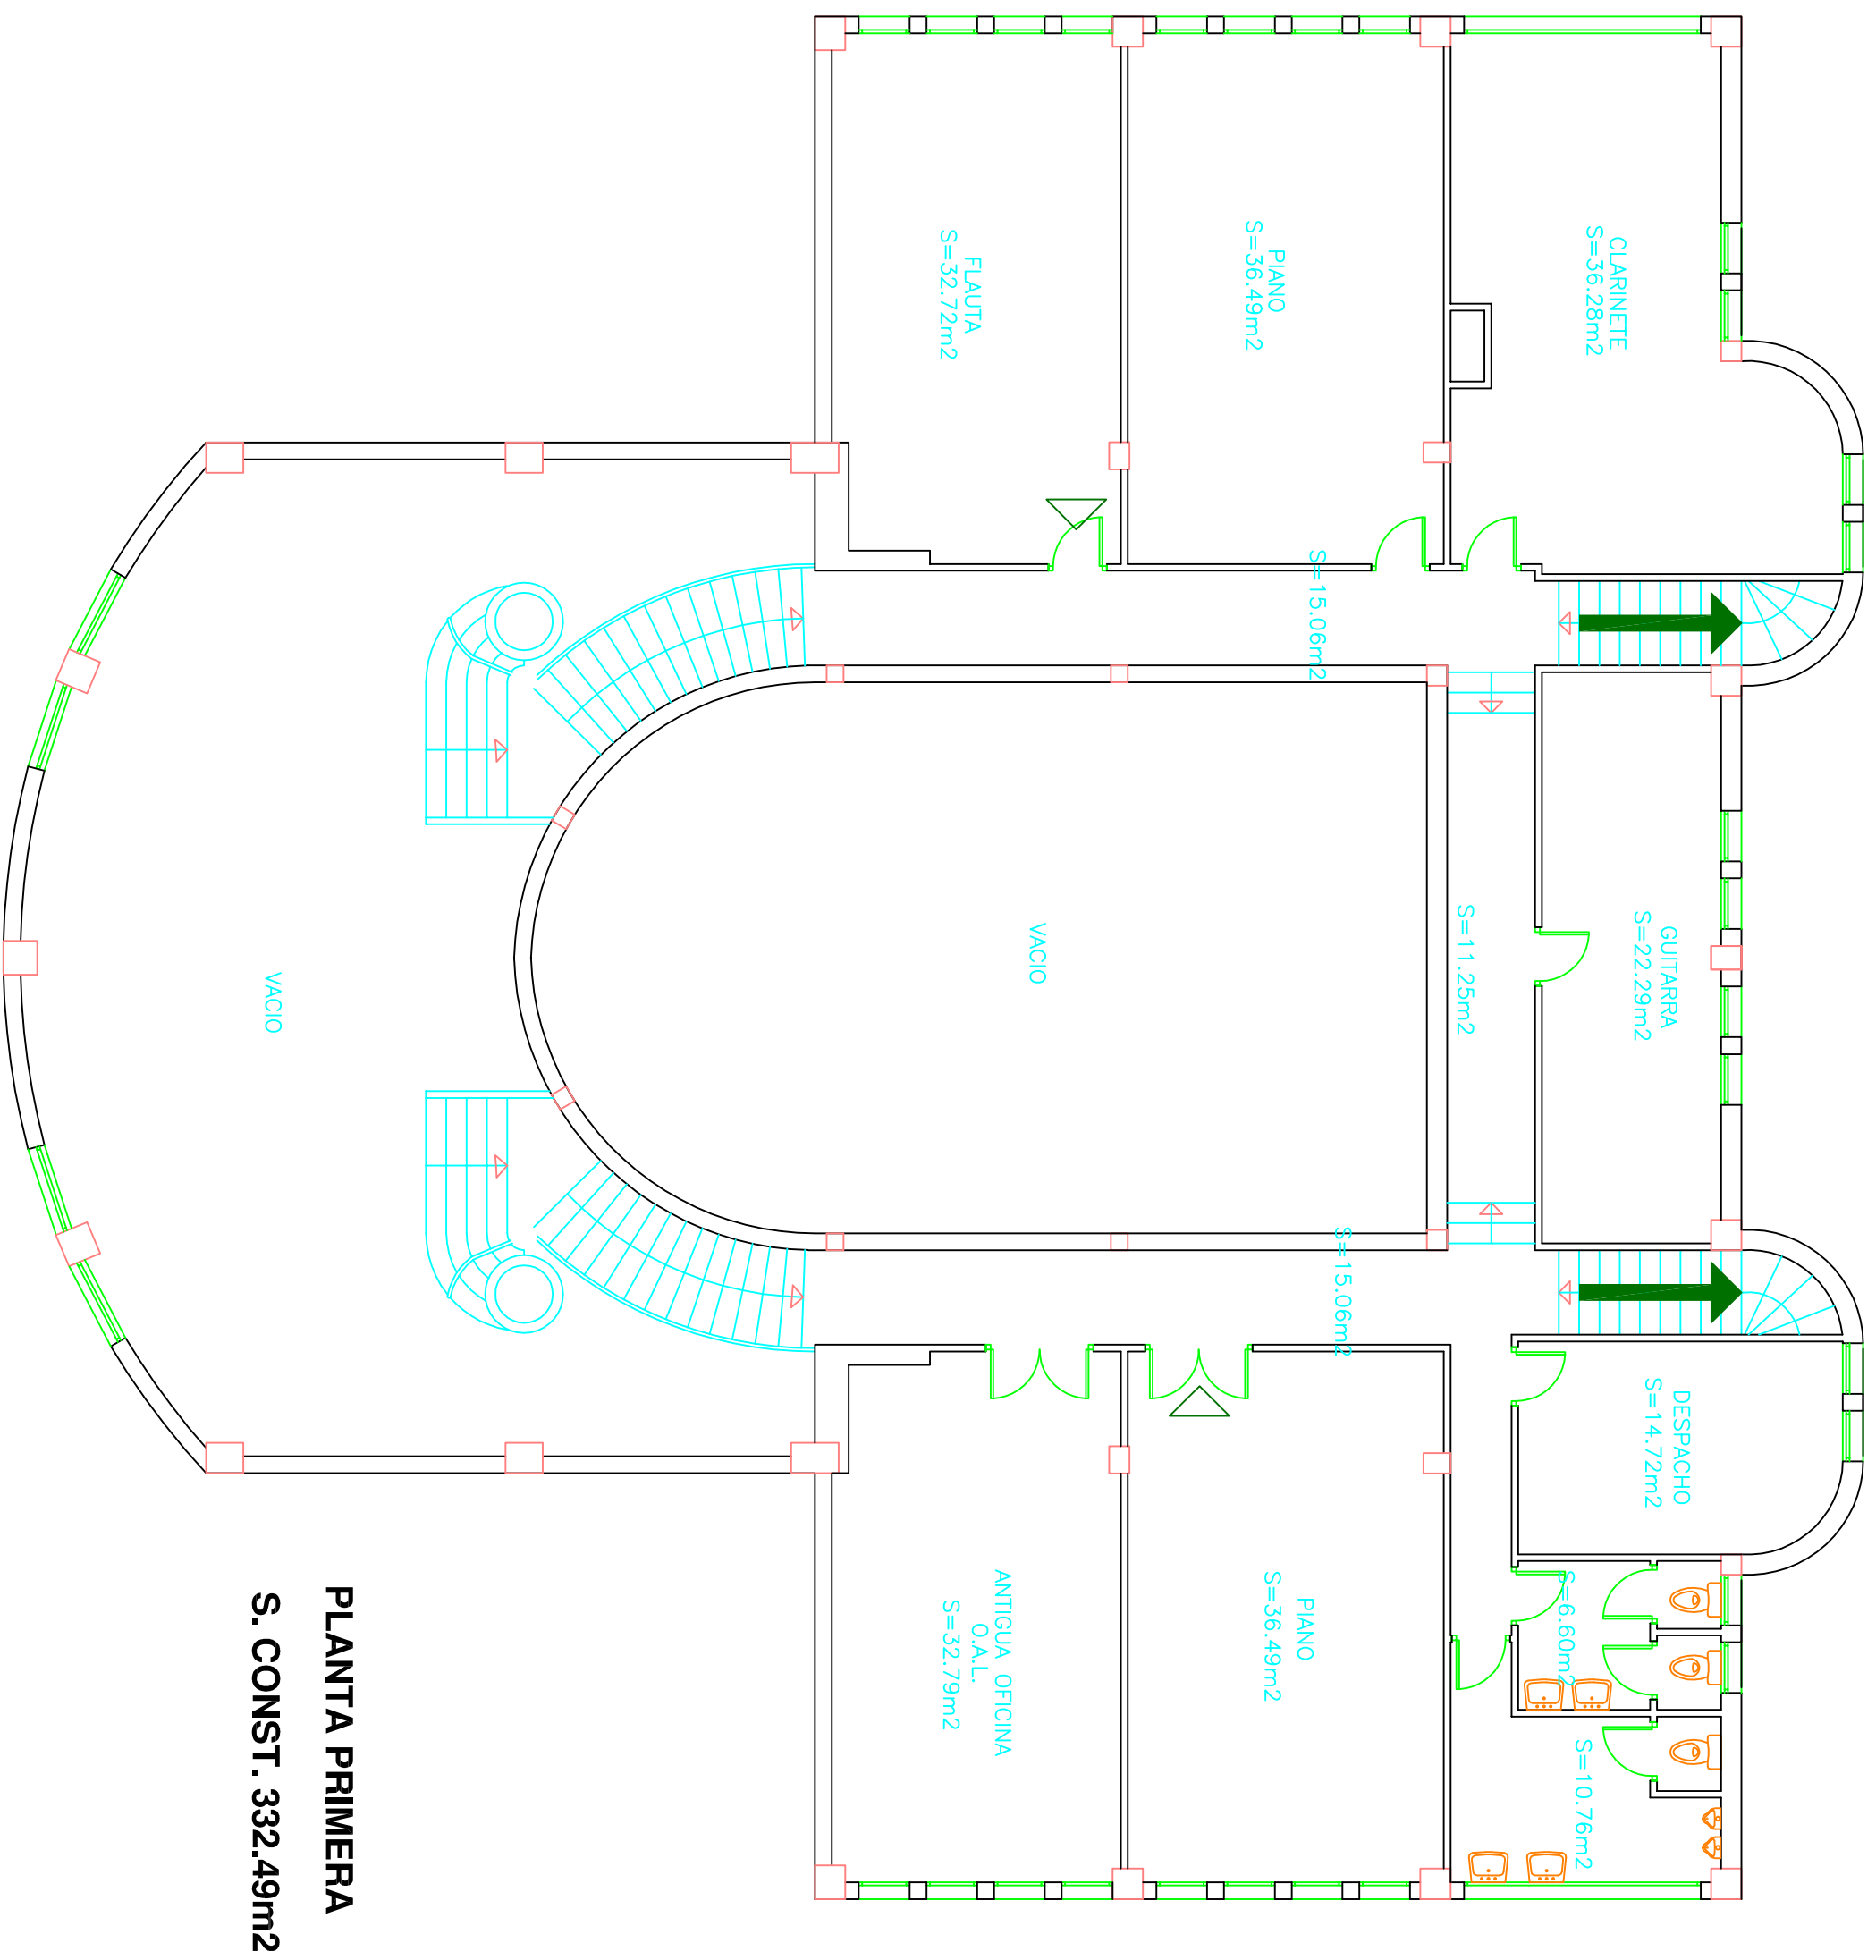 CLARINETE
S=36.28m2
PIANO
S=36.49m2
FLAUTA
S=32.72m2
S=15.06m2
GUITARRA
S=22.29m2
S=11.25m2
VACIO
VACIO
S=15.06m2
DESPACHO
S=14.72m2
S=6.60m2
S=10.76m2
PIANO
S=36.49m2
ANTIGUA OFICINA
O.A.L.
S=32.79m2
PLANTA PRIMERA
S. CONST. 332.49m2